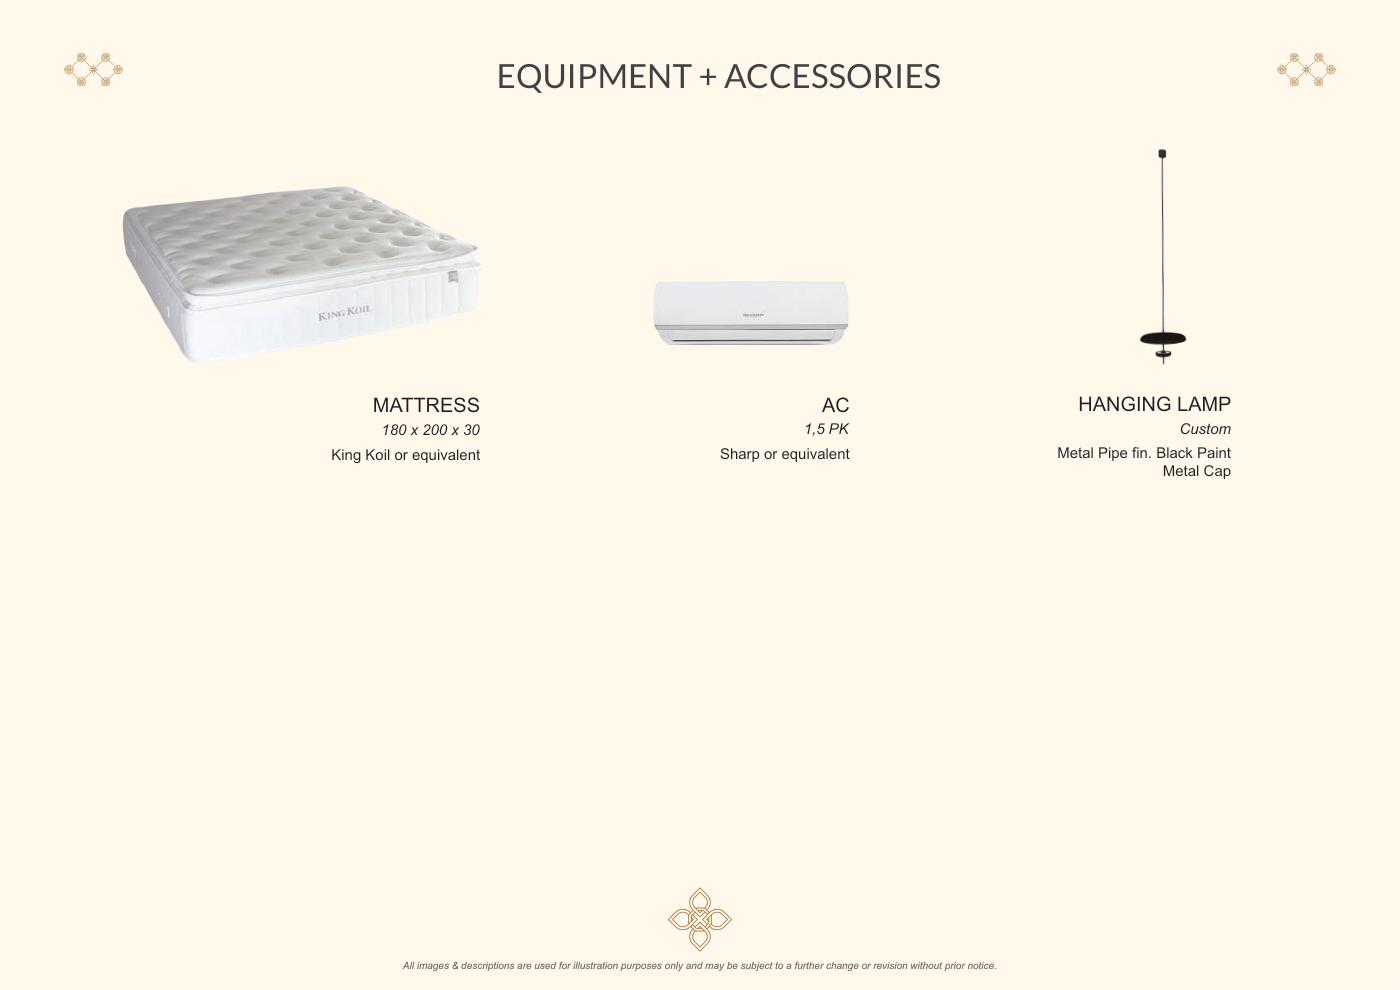 EQUIPMENT + ACCESSORIES
KING KOIL
SHARP
MATTRESS
180 x 200 x 30
King Koil or equivalent
AC
1,5 PK
Sharp or equivalent
HANGING LAMP
Custom
Metal Pipe fin. Black Paint
Metal Cap
All images & descriptions are used for illustration purposes only and may be subject to a further change or revision without prior notice.